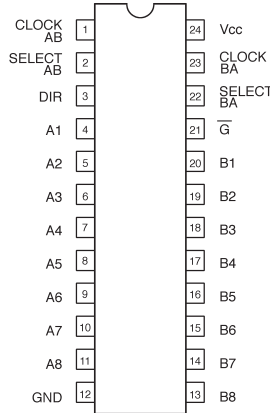 CLOCK AB 1 24 Vcc
SELECT AB 2 23 CLOCK BA
DIR 3 22 SELECT BA
A1 4 21 G̅
A2 5 20 B1
A3 6 19 B2
A4 7 18 B3
A5 8 17 B4
A6 9 16 B5
A7 10 15 B6
A8 11 14 B7
GND 12 13 B8